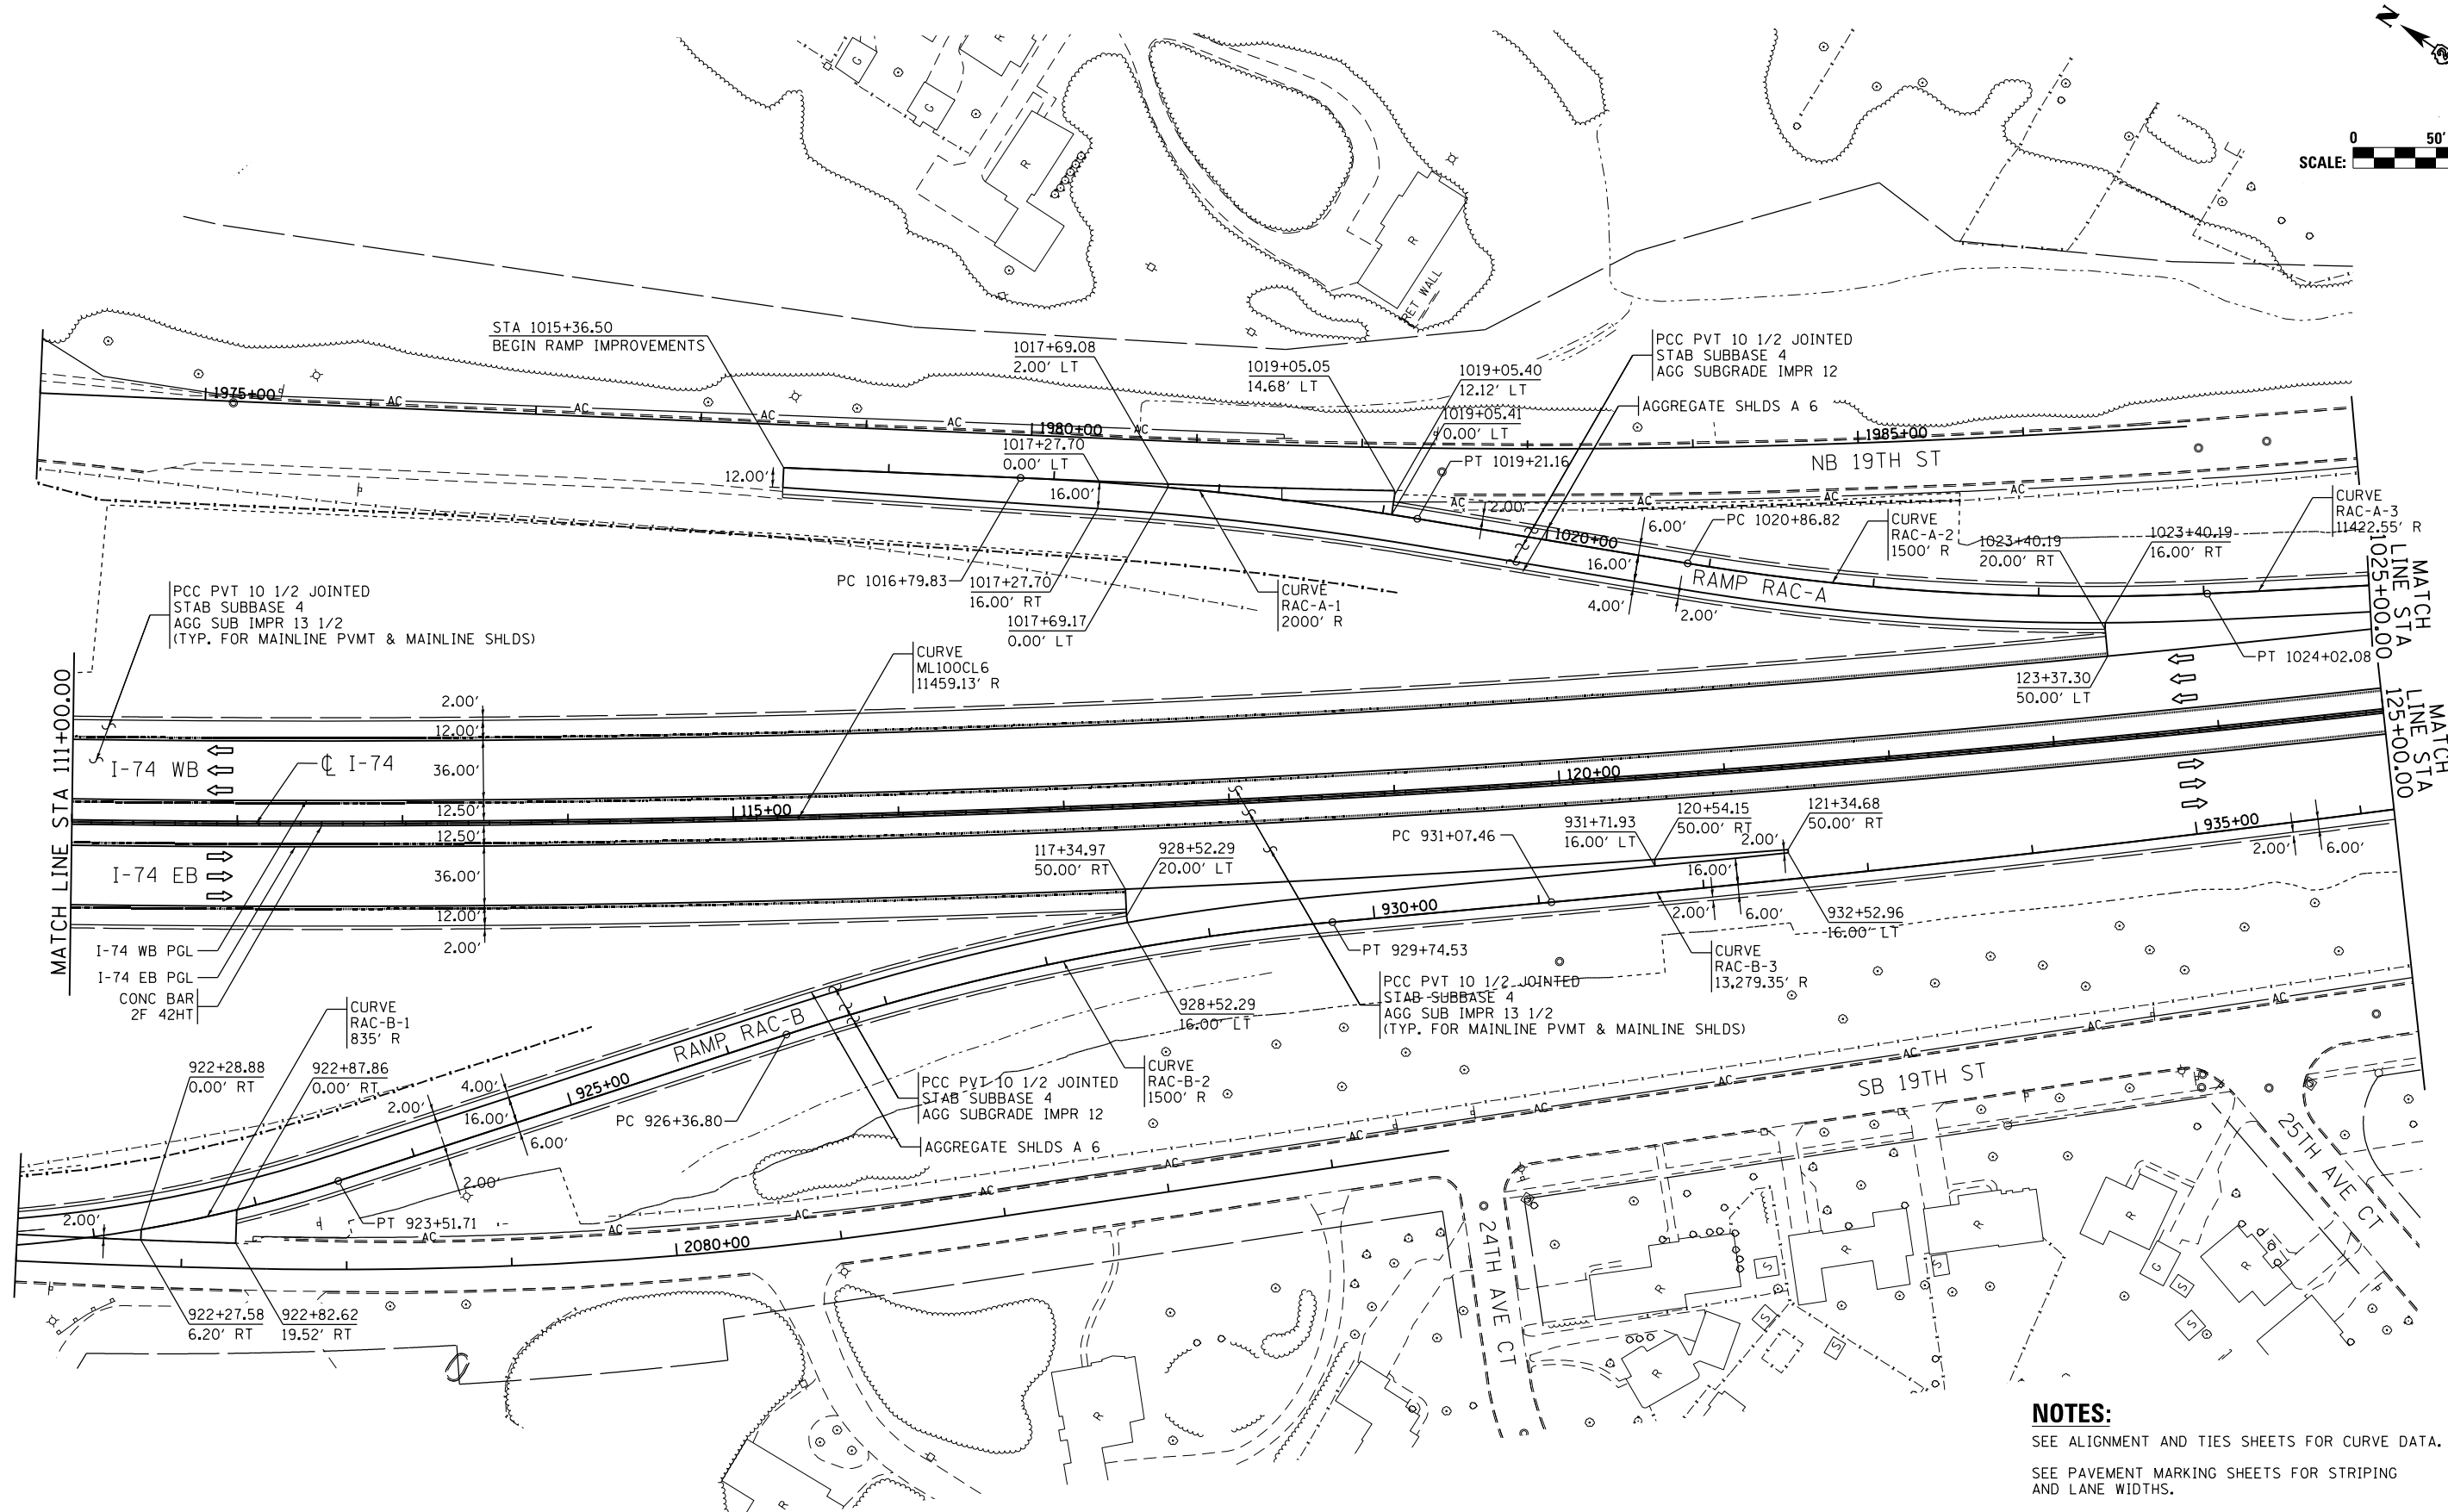 N
0 50'
SCALE:
G
R
G
R
R
RET WALL
STA 1015+36.50
BEGIN RAMP IMPROVEMENTS
1017+69.08
2.00' LT
1019+05.05
14.68' LT
1019+05.40
12.12' LT
1019+05.41
0.00' LT
PCC PVT 10 1/2 JOINTED
STAB SUBBASE 4
AGG SUBGRADE IMPR 12
AGGREGATE SHLDS A 6
1975+00
AC
AC
AC
AC
AC
1980+00
1985+00
NB 19TH ST
1017+27.70
0.00' LT
PT 1019+21.16
12.00'
16.00'
AC
AC
AC
AC
2.00'
6.00'
PC 1020+86.82
CURVE
RAC-A-2
1500' R
CURVE
RAC-A-3
11422.55' R
1020+00
16.00'
1023+40.19
20.00' RT
1023+40.19
16.00' RT
PC 1016+79.83
1017+27.70
16.00' RT
1017+69.17
0.00' LT
CURVE
RAC-A-1
2000' R
RAMP RAC-A
4.00'
2.00'
MATCH
LINE STA
1025+00.00
PCC PVT 10 1/2 JOINTED
STAB SUBBASE 4
AGG SUB IMPR 13 1/2
(TYP. FOR MAINLINE PVMT & MAINLINE SHLDS)
CURVE
ML100CL6
11459.13' R
PT 1024+02.08
123+37.30
50.00' LT
MATCH
LINE STA
125+00.00
MATCH LINE STA 111+00.00
2.00'
12.00'
I-74 WB
℄ I-74
36.00'
12.50'
115+00
120+00
12.50'
I-74 EB
36.00'
12.00'
2.00'
117+34.97
50.00' RT
928+52.29
20.00' LT
PC 931+07.46
931+71.93
16.00' LT
120+54.15
50.00' RT
121+34.68
50.00' RT
2.00'
16.00'
935+00
2.00'
6.00'
930+00
2.00'
6.00'
932+52.96
16.00' LT
I-74 WB PGL
I-74 EB PGL
CONC BAR
2F 42HT
PT 929+74.53
CURVE
RAC-B-3
13,279.35' R
CURVE
RAC-B-1
835' R
RAMP RAC-B
928+52.29
16.00' LT
PCC PVT 10 1/2 JOINTED
STAB SUBBASE 4
AGG SUB IMPR 13 1/2
(TYP. FOR MAINLINE PVMT & MAINLINE SHLDS)
922+28.88
0.00' RT
922+87.86
0.00' RT
4.00'
2.00'
16.00'
925+00
6.00'
PC 926+36.80
PCC PVT 10 1/2 JOINTED
STAB SUBBASE 4
AGG SUBGRADE IMPR 12
CURVE
RAC-B-2
1500' R
AGGREGATE SHLDS A 6
SB 19TH ST
AC
AC
AC
AC
AC
AC
AC
AC
AC
2.00'
2.00'
PT 923+51.71
2080+00
922+27.58
6.20' RT
922+82.62
19.52' RT
24TH AVE CT
25TH AVE CT
R
R
R
R
R
R
R
R
G
S
S
S
S
S
S
NOTES:
SEE ALIGNMENT AND TIES SHEETS FOR CURVE DATA.
SEE PAVEMENT MARKING SHEETS FOR STRIPING
AND LANE WIDTHS.